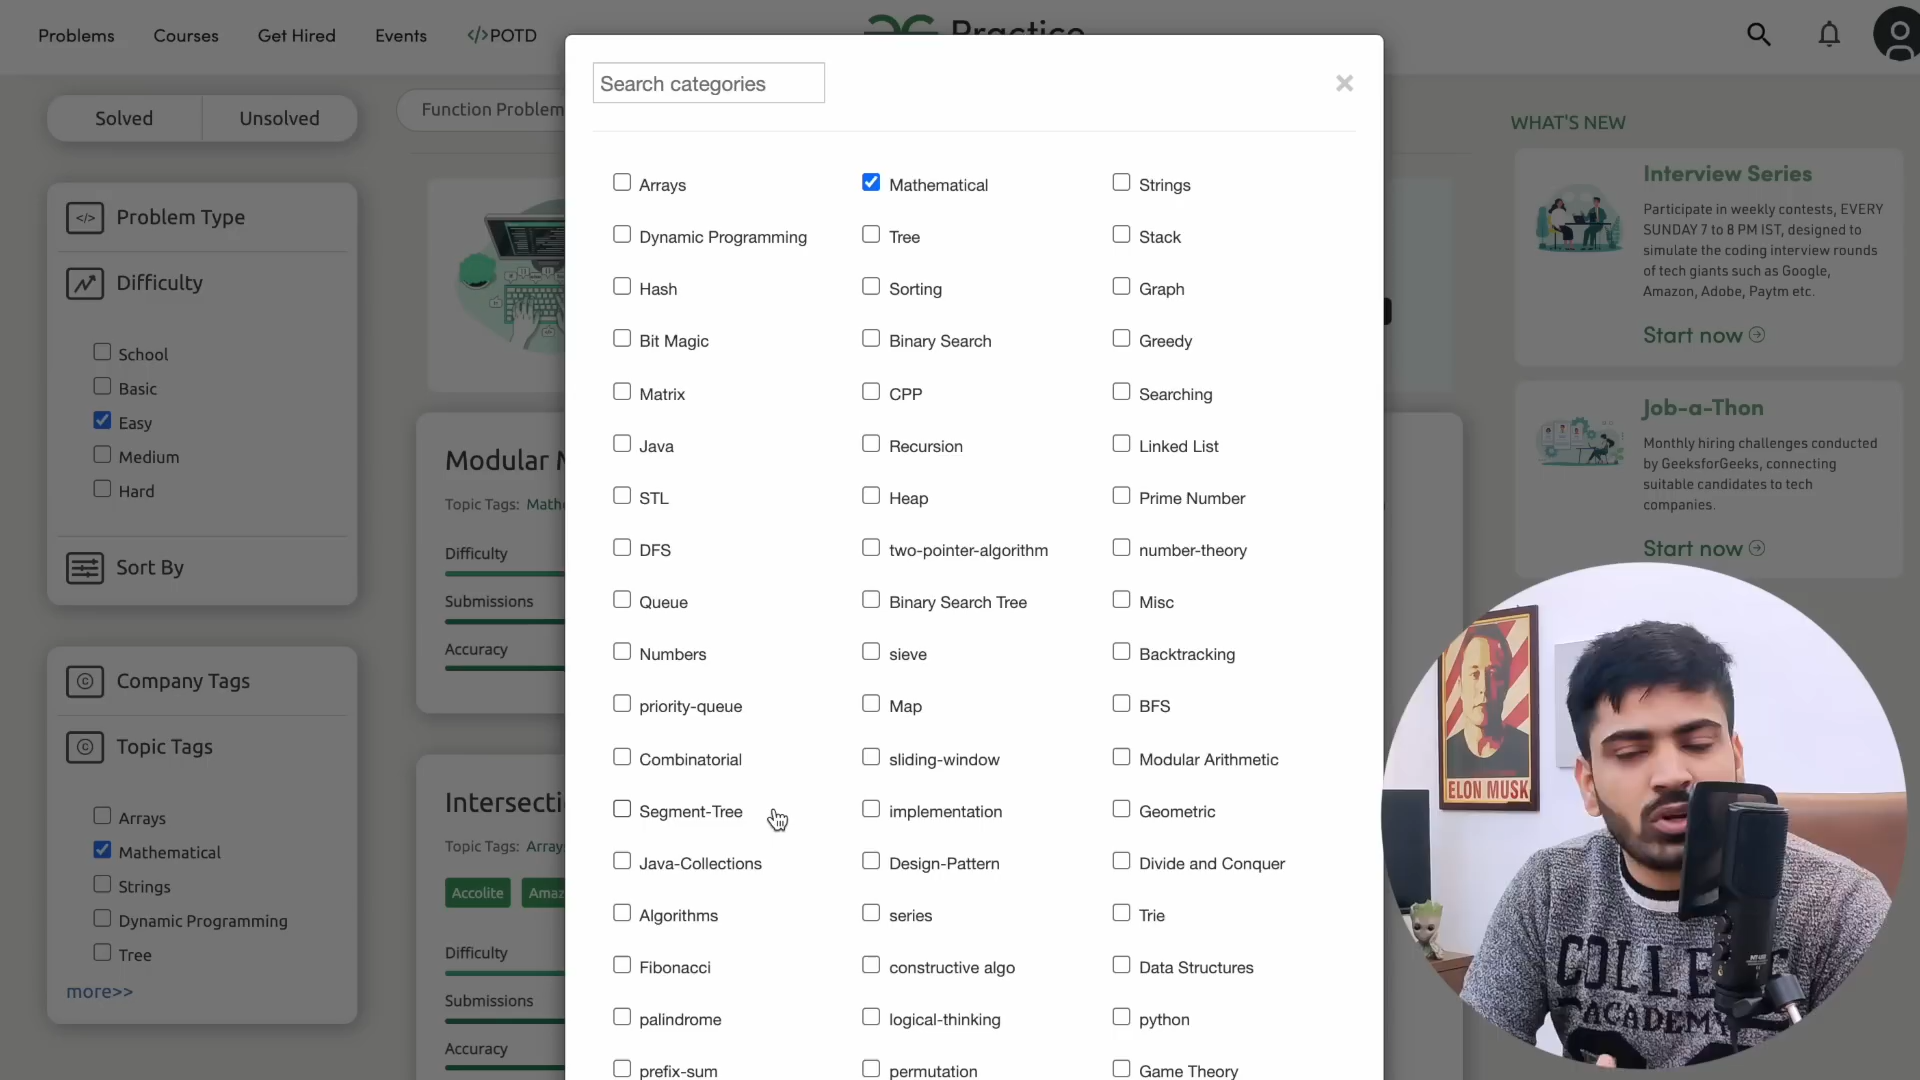 Problems
Courses
Get Hired
Events
</>POTD
Practice
Solved
Unsolved
Function Problem
Search categories
WHAT'S NEW
Problem Type
Difficulty
School
Basic
Easy
Medium
Hard
Sort By
Company Tags
Topic Tags
Arrays
Mathematical
Strings
Dynamic Programming
Tree
more>>
Modular
Topic Tags: Mathe
Difficulty
Submissions
Accuracy
Intersecti
Topic Tags: Array
Accolite
Amaz
Difficulty
Submissions
Accuracy
Arrays
Mathematical
Strings
Dynamic Programming
Tree
Stack
Hash
Sorting
Graph
Bit Magic
Binary Search
Greedy
Matrix
CPP
Searching
Java
Recursion
Linked List
STL
Heap
Prime Number
DFS
two-pointer-algorithm
number-theory
Queue
Binary Search Tree
Misc
Numbers
sieve
Backtracking
priority-queue
Map
BFS
Combinatorial
sliding-window
Modular Arithmetic
Segment-Tree
implementation
Geometric
Java-Collections
Design-Pattern
Divide and Conquer
Algorithms
series
Trie
Fibonacci
constructive algo
Data Structures
palindrome
logical-thinking
python
prefix-sum
permutation
Game Theory
Interview Series
Participate in weekly contests, EVERY
SUNDAY 7 to 8 PM IST, designed to
simulate the coding interview rounds
of tech giants such as Google,
Amazon, Adobe, Paytm etc.
Start now
Job-a-Thon
Monthly hiring challenges conducted
by GeeksforGeeks, connecting
suitable candidates to tech
companies.
Start now
ELON MUSK
COLLE
ACADEMY